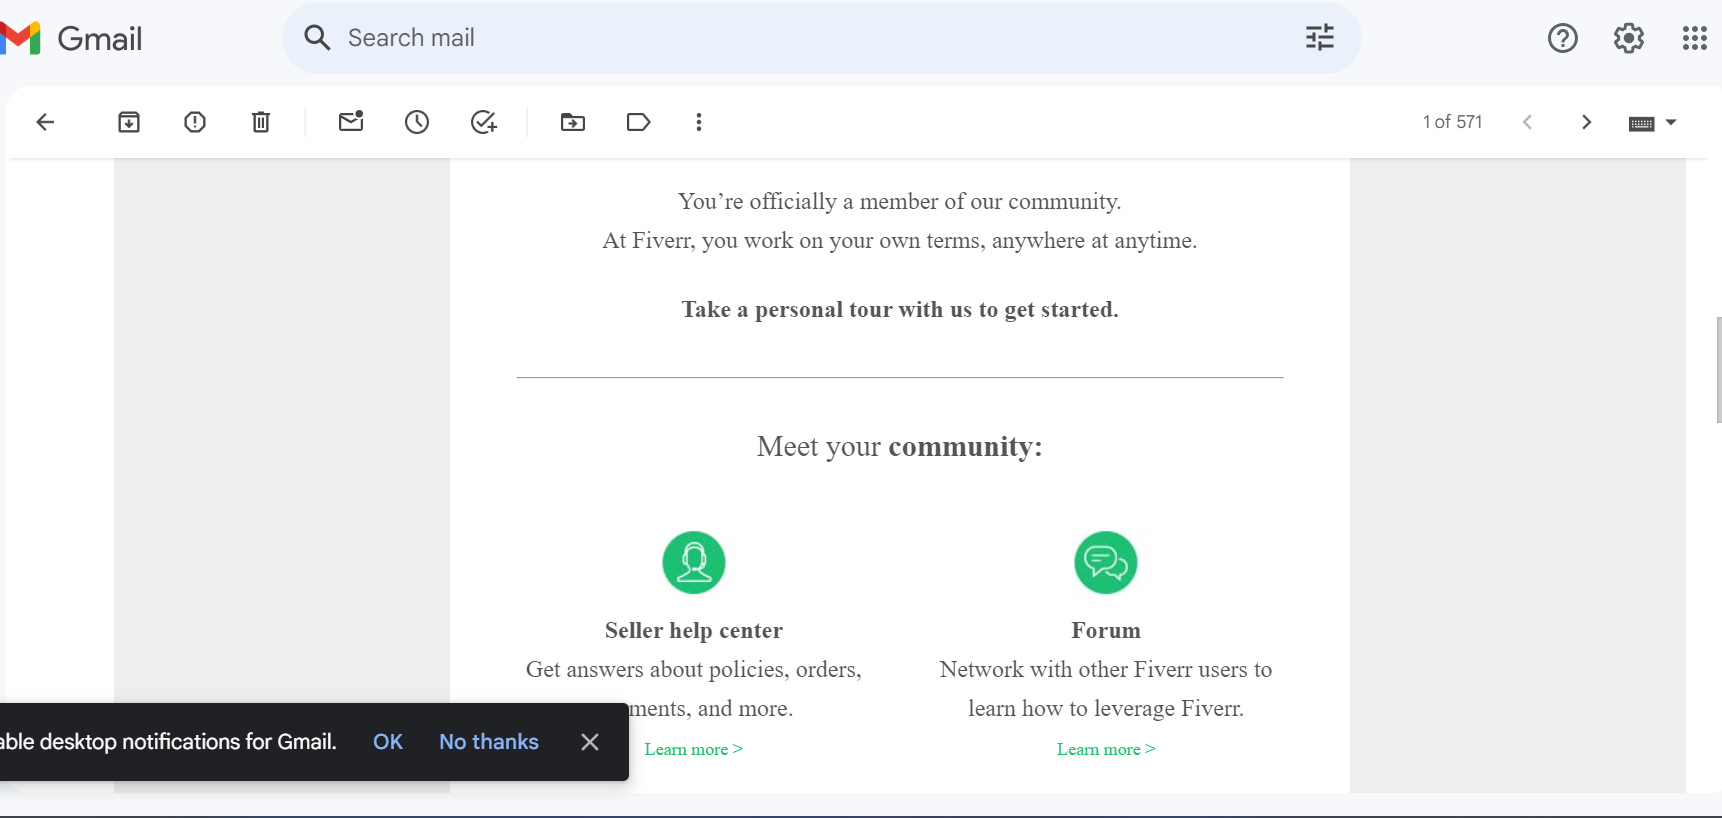 Gmail
Search mail
1 of 571
You’re officially a member of our community.
At Fiverr, you work on your own terms, anywhere at anytime.
Take a personal tour with us to get started.
Meet your community:
Seller help center
Get answers about policies, orders,
and more.
Learn more >
Forum
Network with other Fiverr users to
learn how to leverage Fiverr.
Learn more >
desktop notifications for Gmail.
OK
No thanks